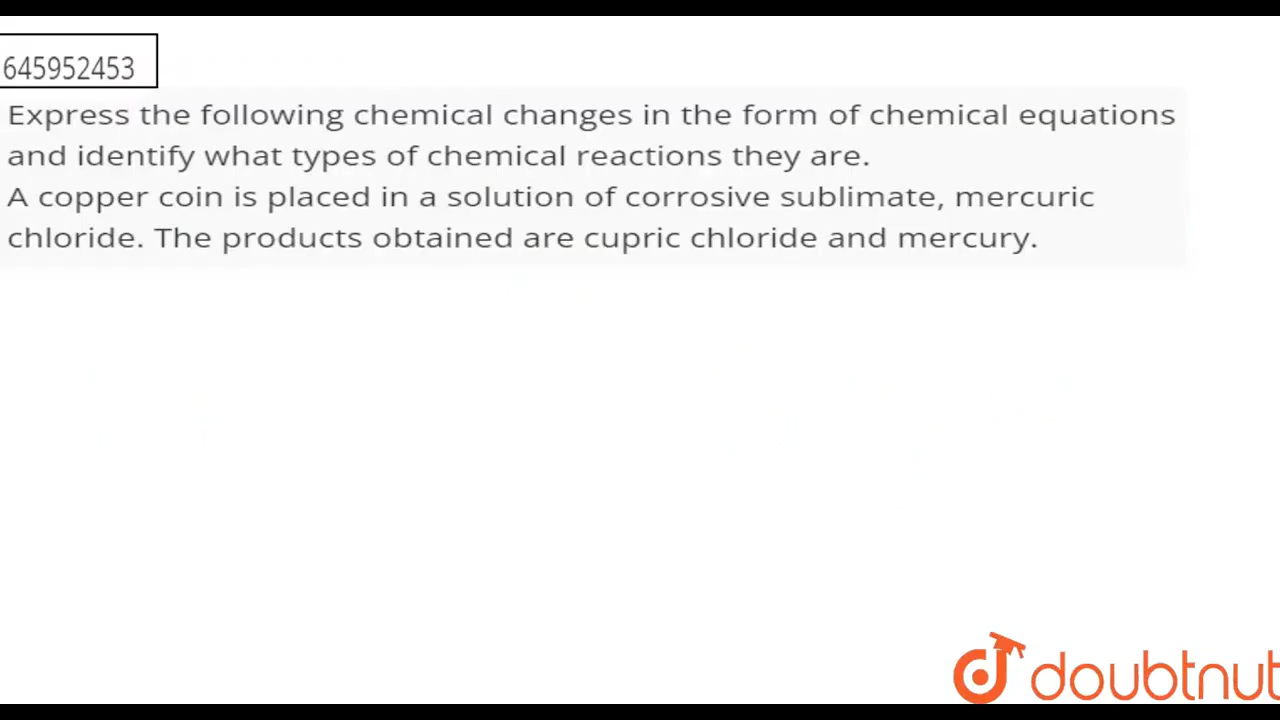 645952453
Express the following chemical changes in the form of chemical equations
and identify what types of chemical reactions they are.
A copper coin is placed in a solution of corrosive sublimate, mercuric
chloride. The products obtained are cupric chloride and mercury.
doubtnut